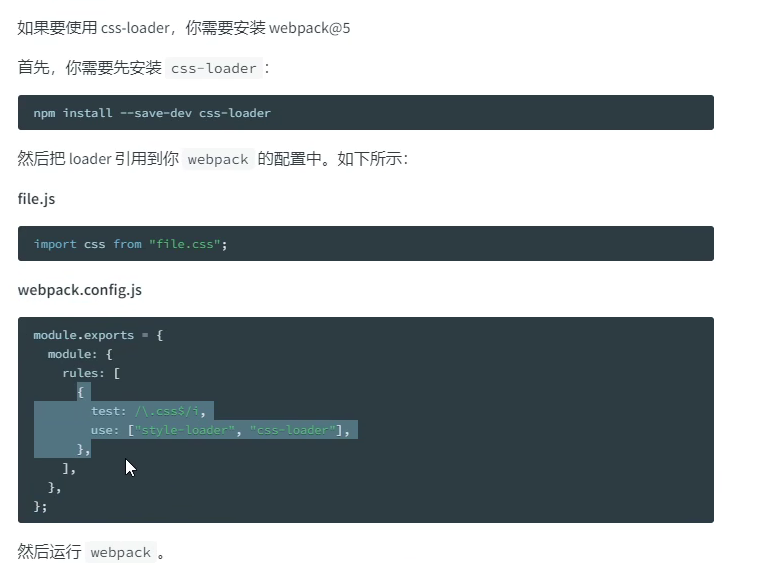 如果要使用 css-loader，你需要安装 webpack@5
首先，你需要先安装 css-loader：
npm install --save-dev css-loader
然后把 loader 引用到你 webpack 的配置中。如下所示：
file.js
import css from "file.css";
webpack.config.js
module.exports = {
  module: {
    rules: [
      {
        test: /\.css$/i,
        use: ["style-loader", "css-loader"],
      },
    ],
  },
};
然后运行 webpack。